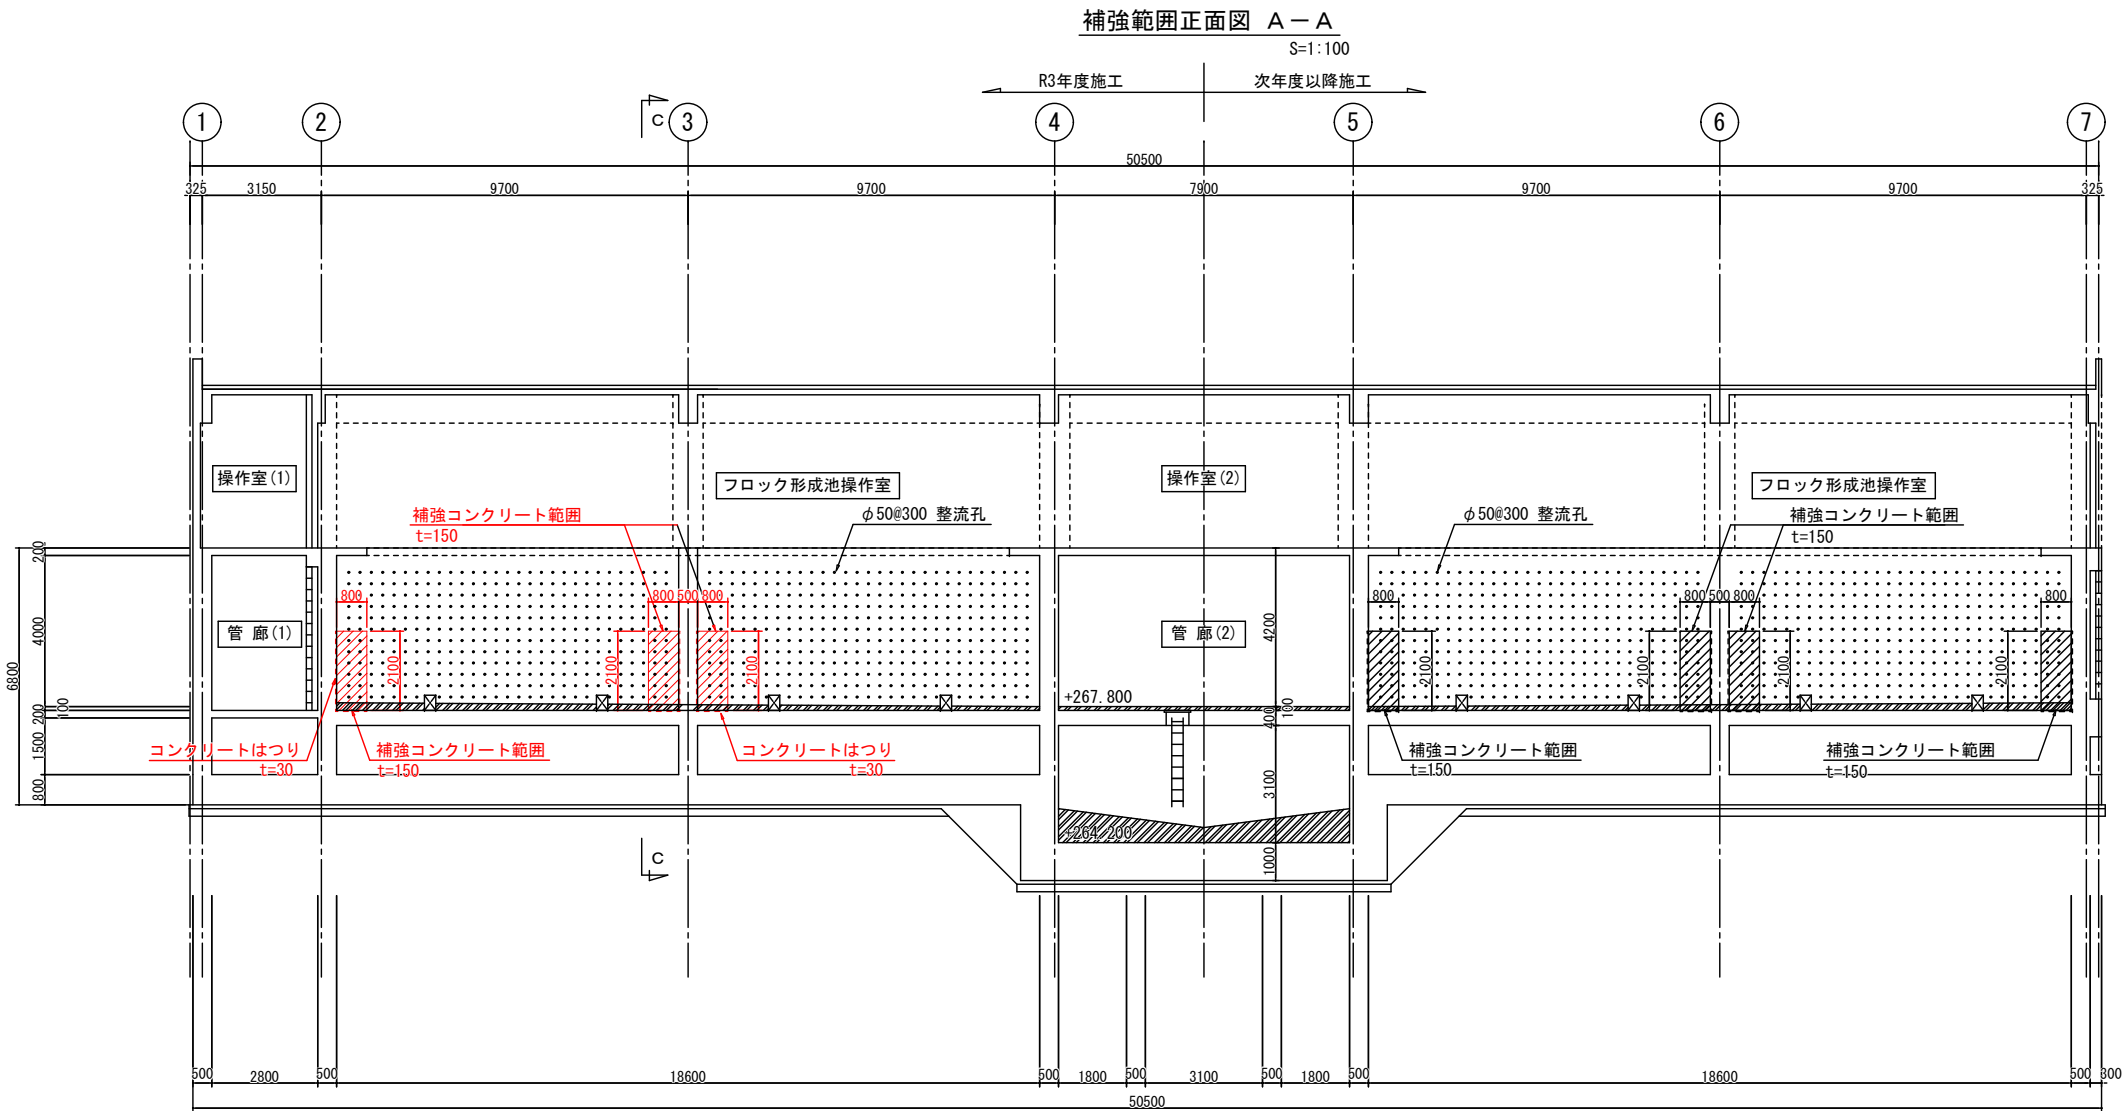 補強範囲正面図 A-A
S=1:100
R3年度施工 次年度以降施工
C
1 2 3 4 5 6 7
50500
325 3150 9700 9700 7900 9700 9700 325
操作室(1)
フロック形成池操作室
操作室(2)
フロック形成池操作室
補強コンクリート範囲
t=150
φ50@300 整流孔
φ50@300 整流孔
補強コンクリート範囲
t=150
200
4000
6800
200
100
1500
800
管 廊(1)
800 800 500 800
2100 2100 2100
管 廊(2)
4200
+267.800
400
100
3100
+264.200
1000
800 800 500 800 800
2100 2100 2100 2100
コンクリートはつり
t=30
補強コンクリート範囲
t=150
コンクリートはつり
t=30
補強コンクリート範囲
t=150
補強コンクリート範囲
t=150
C
500 2800 500 18600 500 1800 500 3100 500 1800 500 18600 500 300
50500